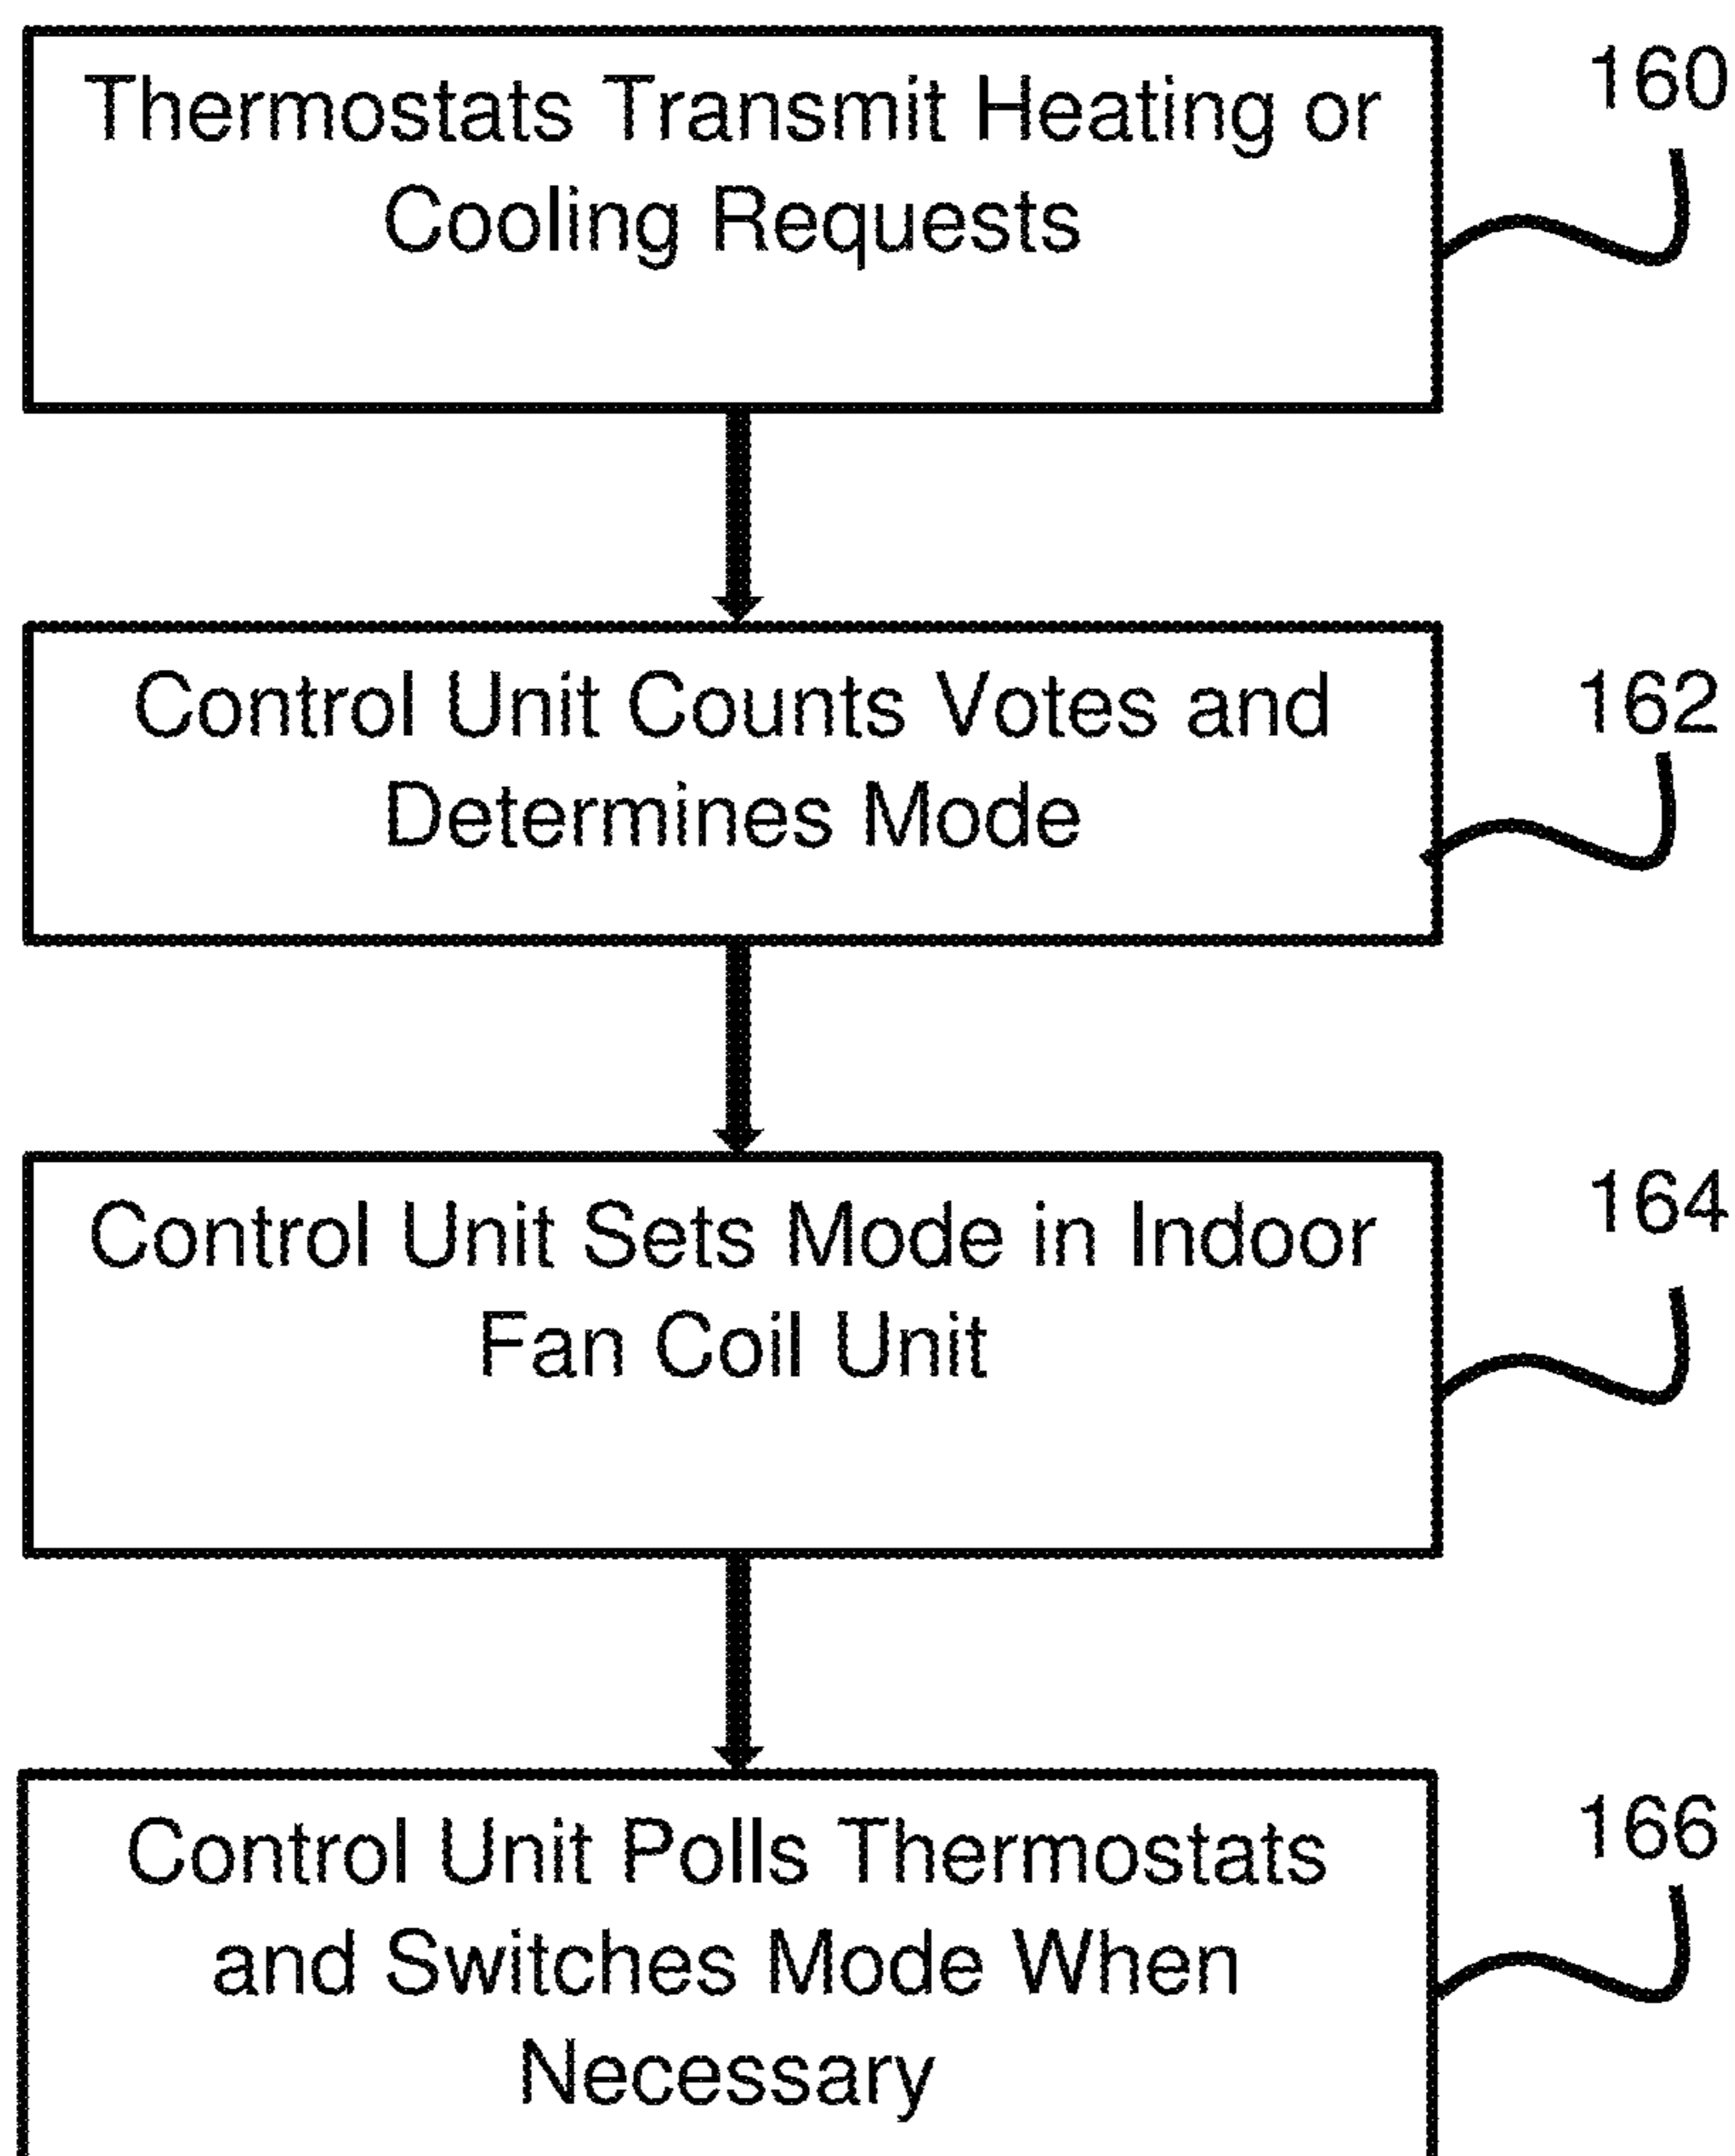 Thermostats Transmit Heating or
Cooling Requests
160
Control Unit Counts Votes and
Determines Mode
162
Control Unit Sets Mode in Indoor
Fan Coil Unit
164
Control Unit Polls Thermostats
and Switches Mode When
Necessary
166